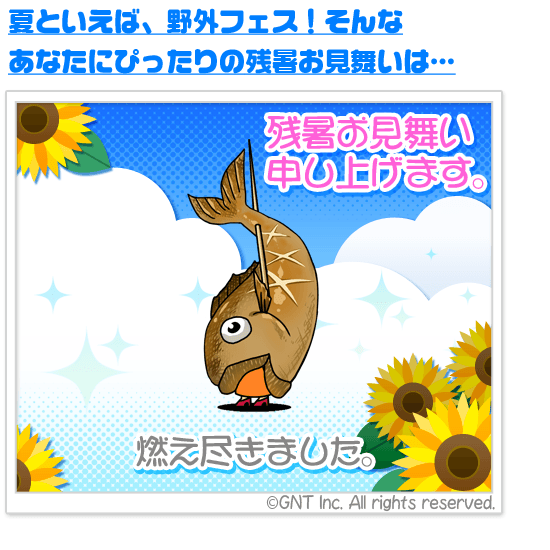 夏といえば、野外フェス！そんな
あなたにぴったりの残暑お見舞いは…
残暑お見舞い
申し上げます。
燃え尽きました。
©GNT Inc. All rights reserved.